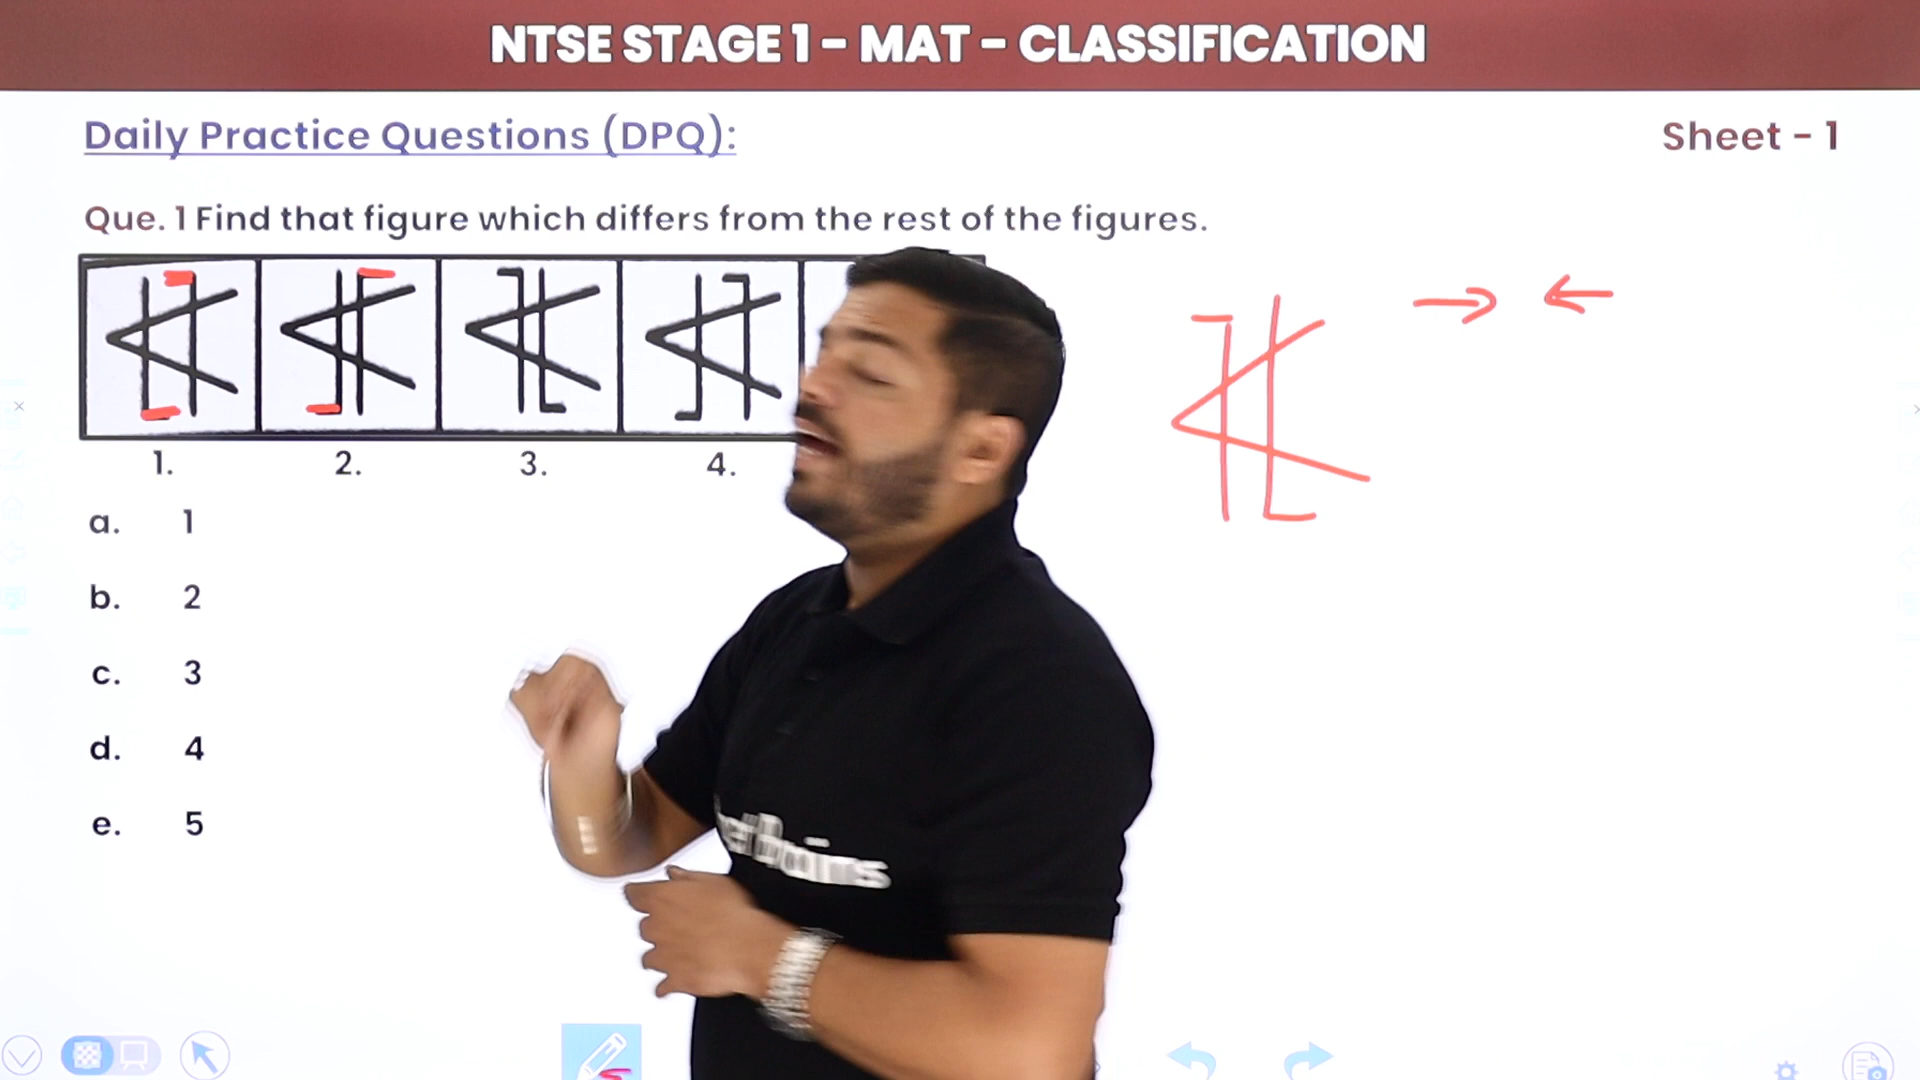 NTSE STAGE 1 - MAT - CLASSIFICATION
Daily Practice Questions (DPQ):
Sheet - 1
Que. 1 Find that figure which differs from the rest of the figures.
1. 2. 3. 4.
a. 1
b. 2
c. 3
d. 4
e. 5